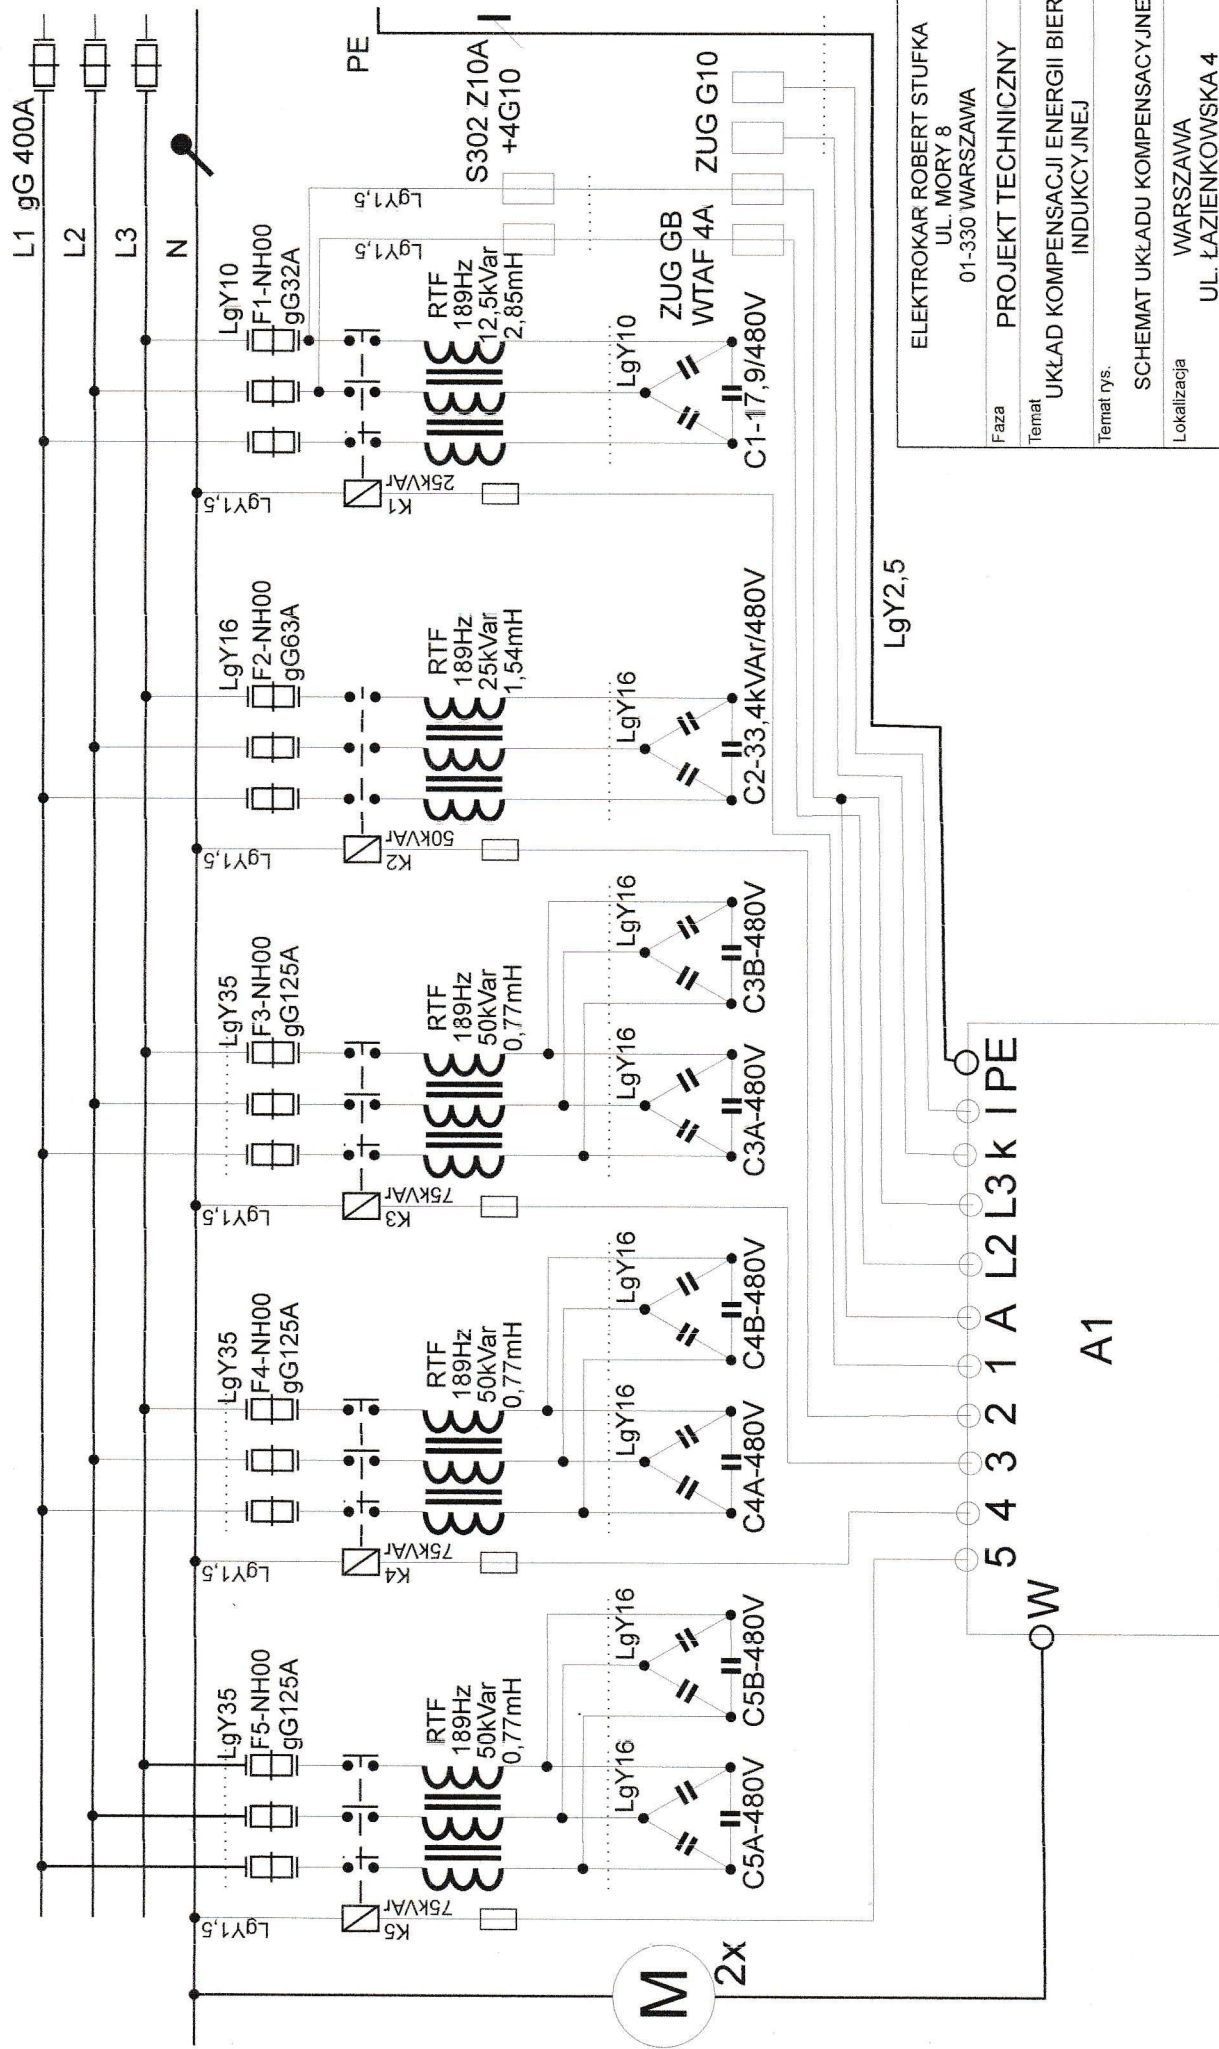 L1 gG 400A
L2
L3
N
PE
LgY10
F1-NH00
gG32A
LgY1,5
LgY1,5
S302 Z10A
+4G10
LgY1,5
K1
25kVAr
RTF
189Hz
12,5kVar
2,85mH
LgY10
ZUG GB
WTAF 4A
ZUG G10
C1-17,9/480V
LgY16
F2-NH00
gG63A
LgY1,5
K2
50kVAr
RTF
189Hz
25kVar
1,54mH
LgY16
C2-33,4kVAr/480V
LgY35
F3-NH00
gG125A
LgY1,5
K3
75kVAr
RTF
189Hz
50kVar
0,77mH
LgY16
LgY16
C3A-480V
C3B-480V
LgY35
F4-NH00
gG125A
LgY1,5
K4
75kVAr
RTF
189Hz
50kVar
0,77mH
LgY16
LgY16
C4A-480V
C4B-480V
LgY35
F5-NH00
gG125A
LgY1,5
K5
75kVAr
RTF
189Hz
50kVar
0,77mH
LgY16
LgY16
C5A-480V
C5B-480V
M
2x
LgY2,5
W
5 4 3 2 1 A L2 L3 k l PE
A1
ELEKTROKAR ROBERT STUFKA
UL. MORY 8
01-330 WARSZAWA
Faza
PROJEKT TECHNICZNY
Temat
UKŁAD KOMPENSACJI ENERGII BIER
INDUKCYJNEJ
Temat rys.
SCHEMAT UKŁADU KOMPENSACYJNE
Lokalizacja
WARSZAWA
UL. ŁAZIENKOWSKA 4